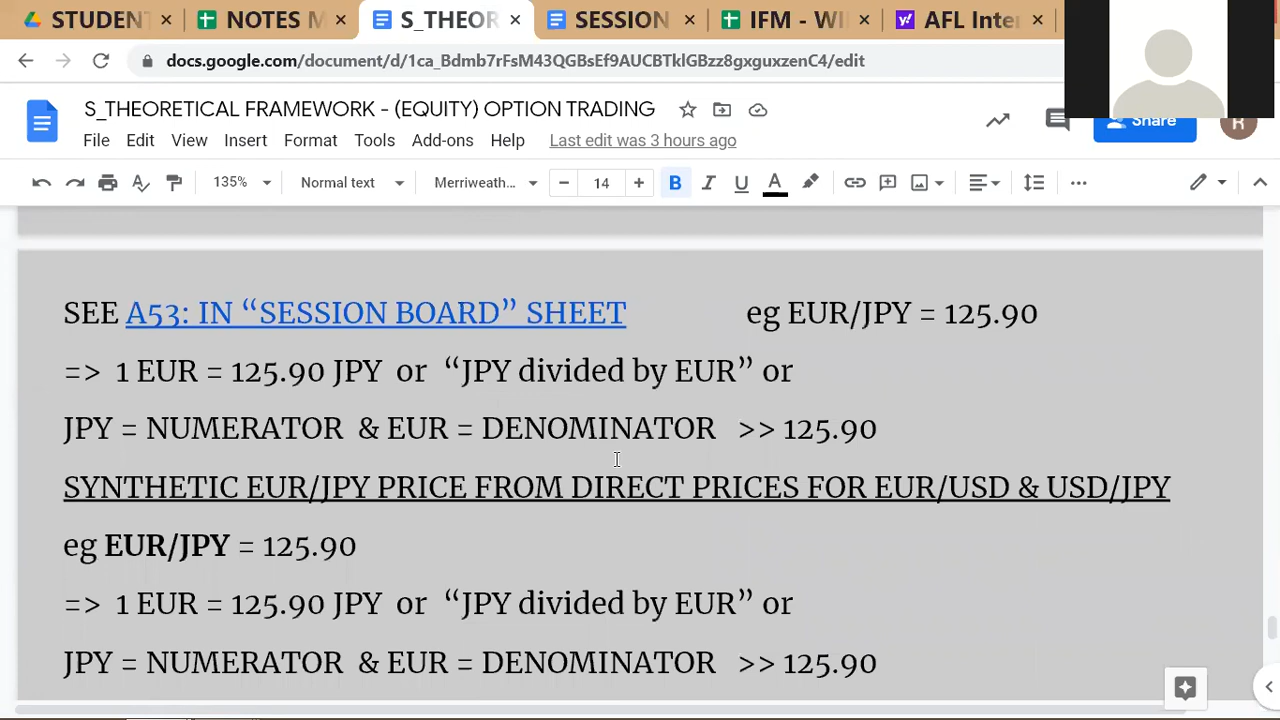 STUDENT
NOTES M
S_THEOR
SESSION
IFM - WI
AFL Inte
docs.google.com/document/d/1ca_Bdmb7rFsM43QGBsEf9AUCBTklGBzz8gxguxzenC4/edit
S_THEORETICAL FRAMEWORK - (EQUITY) OPTION TRADING
Share
R
File Edit View Insert Format Tools Add-ons Help Last edit was 3 hours ago
135% Normal text Merriweath... 14 B I U A
SEE A53: IN “SESSION BOARD” SHEET eg EUR/JPY = 125.90
=> 1 EUR = 125.90 JPY or “JPY divided by EUR” or
JPY = NUMERATOR & EUR = DENOMINATOR >> 125.90
SYNTHETIC EUR/JPY PRICE FROM DIRECT PRICES FOR EUR/USD & USD/JPY
eg EUR/JPY = 125.90
=> 1 EUR = 125.90 JPY or “JPY divided by EUR” or
JPY = NUMERATOR & EUR = DENOMINATOR >> 125.90